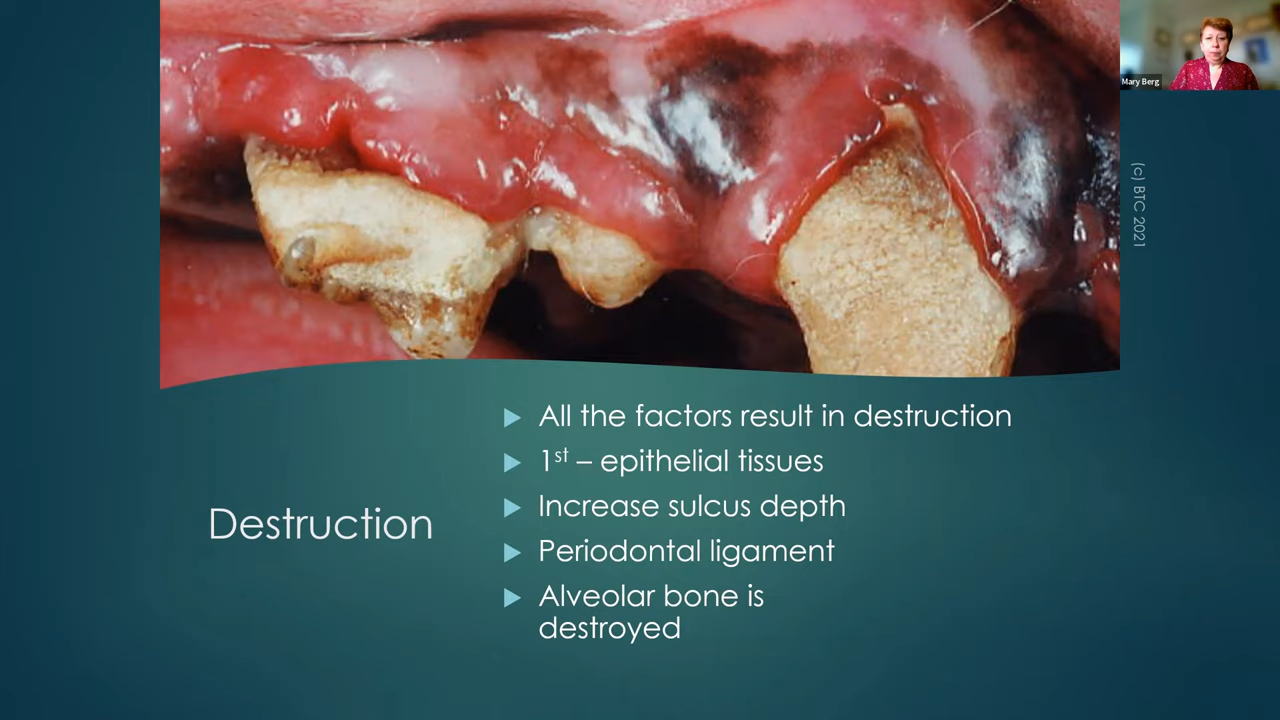 Mary Berg
(c) BTC 2021
Destruction
All the factors result in destruction
1st – epithelial tissues
Increase sulcus depth
Periodontal ligament
Alveolar bone is
destroyed